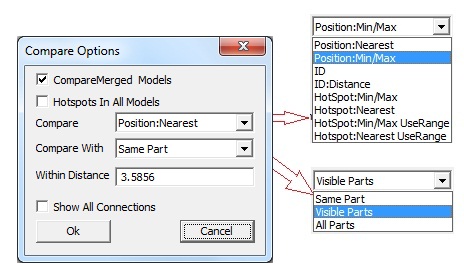 Compare Options
CompareMerged Models
Hotspots In All Models
Compare Position:Nearest
Compare With Same Part
Within Distance 3.5856
Show All Connections
Ok Cancel
Position:Min/Max
Position:Nearest
Position:Min/Max
ID
ID:Distance
HotSpot:Min/Max
Hotspot:Nearest
HotSpot:Min/Max UseRange
Hotspot:Nearest UseRange
Visible Parts
Same Part
Visible Parts
All Parts